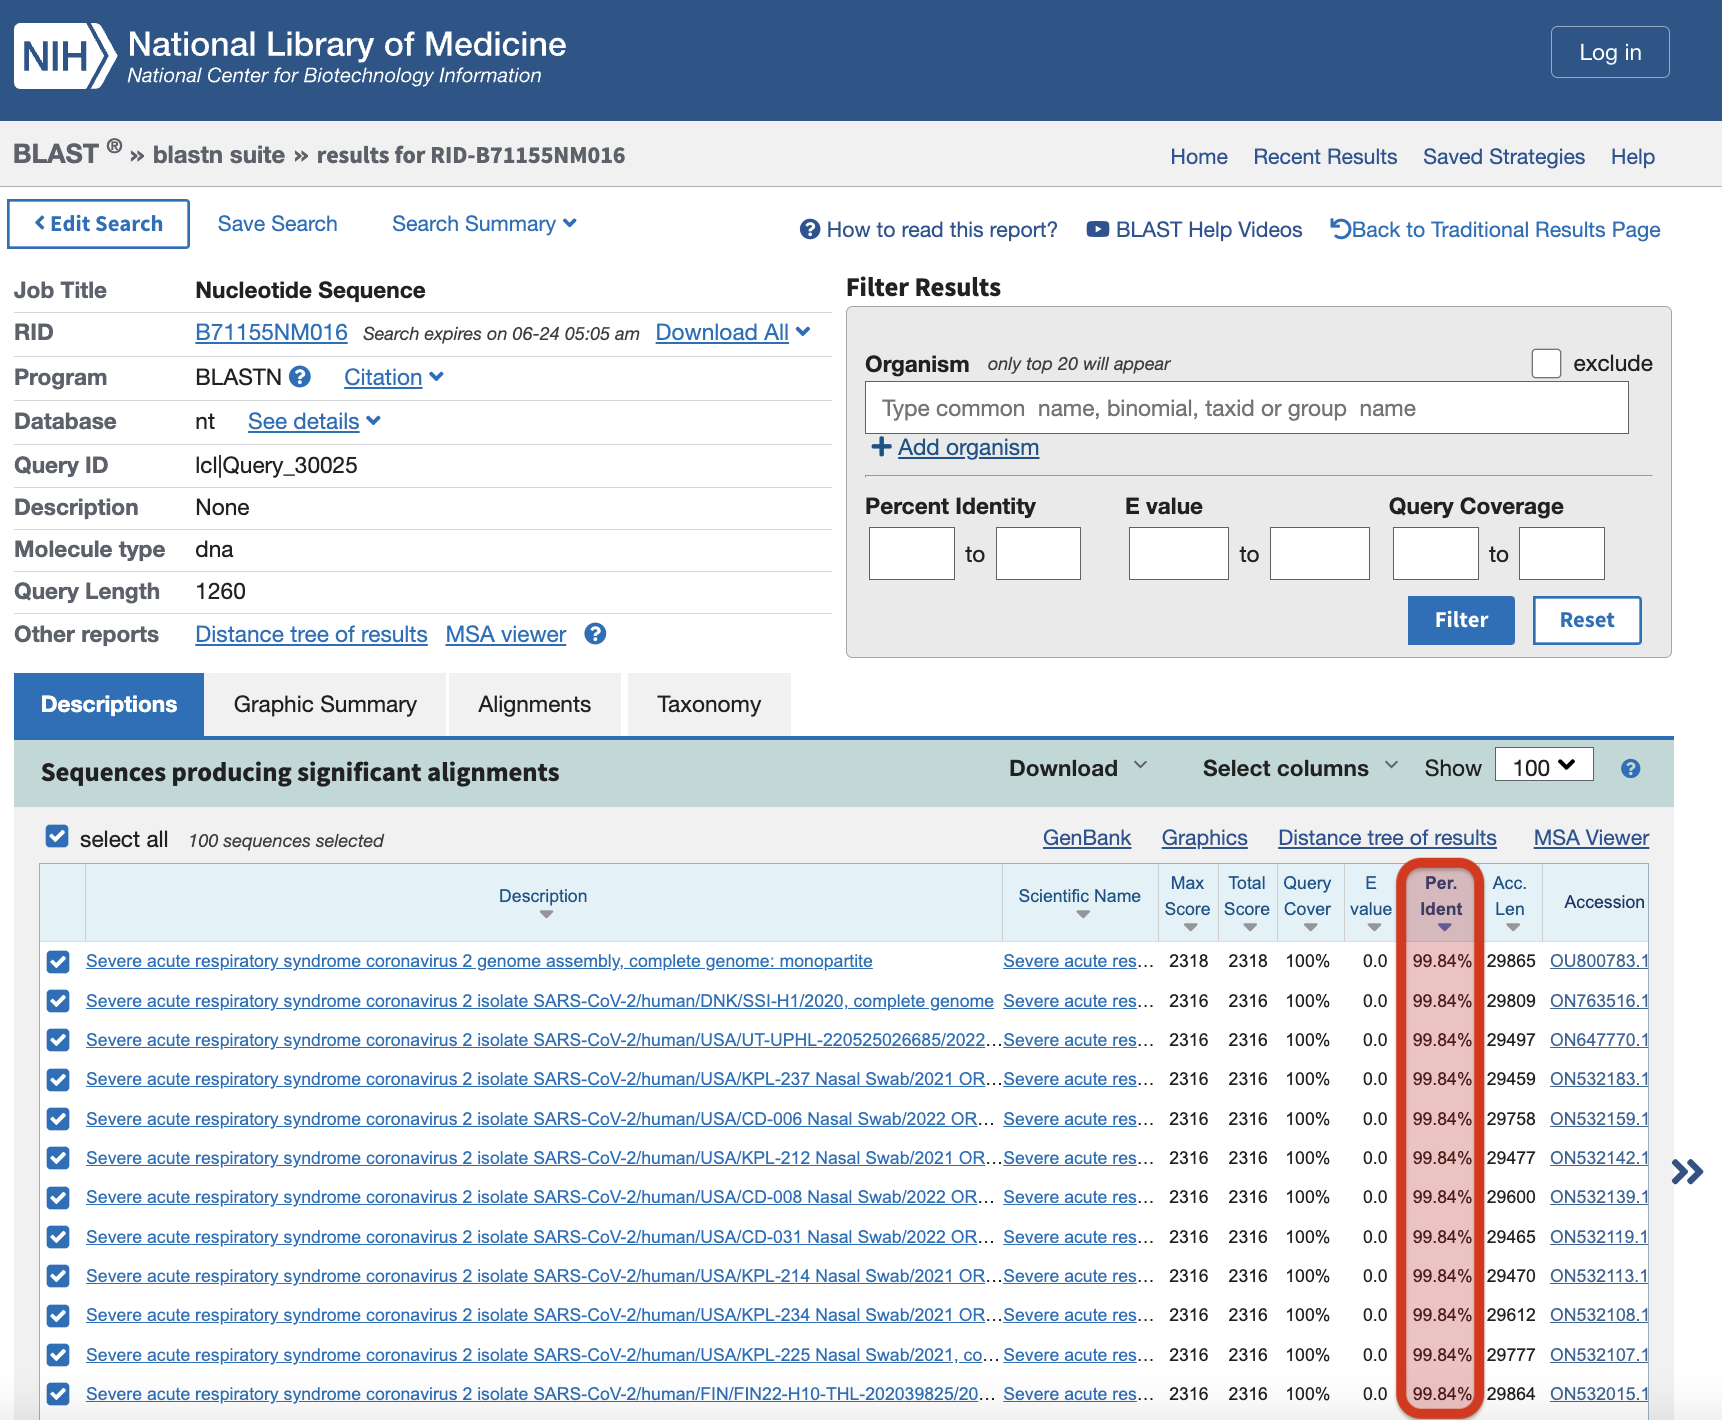 NIH National Library of Medicine
National Center for Biotechnology Information
Log in
BLAST ® » blastn suite » results for RID-B71155NM016
Home Recent Results Saved Strategies Help
Edit Search Save Search Search Summary
How to read this report? BLAST Help Videos Back to Traditional Results Page
Job Title Nucleotide Sequence
RID B71155NM016 Search expires on 06-24 05:05 am Download All
Program BLASTN Citation
Database nt See details
Query ID lcl|Query_30025
Description None
Molecule type dna
Query Length 1260
Other reports Distance tree of results MSA viewer
Filter Results
Organism only top 20 will appear exclude
Type common name, binomial, taxid or group name
Add organism
Percent Identity E value Query Coverage
to to to
Filter Reset
Descriptions Graphic Summary Alignments Taxonomy
Sequences producing significant alignments Download Select columns Show 100
select all 100 sequences selected GenBank Graphics Distance tree of results MSA Viewer
Description Scientific Name Max Score Total Score Query Cover E value Per. Ident Acc. Len Accession
Severe acute respiratory syndrome coronavirus 2 genome assembly, complete genome: monopartite Severe acute res... 2318 2318 100% 0.0 99.84% 29865 OU800783.1
Severe acute respiratory syndrome coronavirus 2 isolate SARS-CoV-2/human/DNK/SSI-H1/2020, complete genome Severe acute res... 2316 2316 100% 0.0 99.84% 29809 ON763516.1
Severe acute respiratory syndrome coronavirus 2 isolate SARS-CoV-2/human/USA/UT-UPHL-220525026685/2022... Severe acute res... 2316 2316 100% 0.0 99.84% 29497 ON647770.1
Severe acute respiratory syndrome coronavirus 2 isolate SARS-CoV-2/human/USA/KPL-237 Nasal Swab/2021 OR... Severe acute res... 2316 2316 100% 0.0 99.84% 29459 ON532183.1
Severe acute respiratory syndrome coronavirus 2 isolate SARS-CoV-2/human/USA/CD-006 Nasal Swab/2022 OR... Severe acute res... 2316 2316 100% 0.0 99.84% 29758 ON532159.1
Severe acute respiratory syndrome coronavirus 2 isolate SARS-CoV-2/human/USA/KPL-212 Nasal Swab/2021 OR... Severe acute res... 2316 2316 100% 0.0 99.84% 29477 ON532142.1
Severe acute respiratory syndrome coronavirus 2 isolate SARS-CoV-2/human/USA/CD-008 Nasal Swab/2022 OR... Severe acute res... 2316 2316 100% 0.0 99.84% 29600 ON532139.1
Severe acute respiratory syndrome coronavirus 2 isolate SARS-CoV-2/human/USA/CD-031 Nasal Swab/2022 OR... Severe acute res... 2316 2316 100% 0.0 99.84% 29465 ON532119.1
Severe acute respiratory syndrome coronavirus 2 isolate SARS-CoV-2/human/USA/KPL-214 Nasal Swab/2021 OR... Severe acute res... 2316 2316 100% 0.0 99.84% 29470 ON532113.1
Severe acute respiratory syndrome coronavirus 2 isolate SARS-CoV-2/human/USA/KPL-234 Nasal Swab/2021 OR... Severe acute res... 2316 2316 100% 0.0 99.84% 29612 ON532108.1
Severe acute respiratory syndrome coronavirus 2 isolate SARS-CoV-2/human/USA/KPL-225 Nasal Swab/2021, co... Severe acute res... 2316 2316 100% 0.0 99.84% 29777 ON532107.1
Severe acute respiratory syndrome coronavirus 2 isolate SARS-CoV-2/human/FIN/FIN22-H10-THL-202039825/20... Severe acute res... 2316 2316 100% 0.0 99.84% 29864 ON532015.1